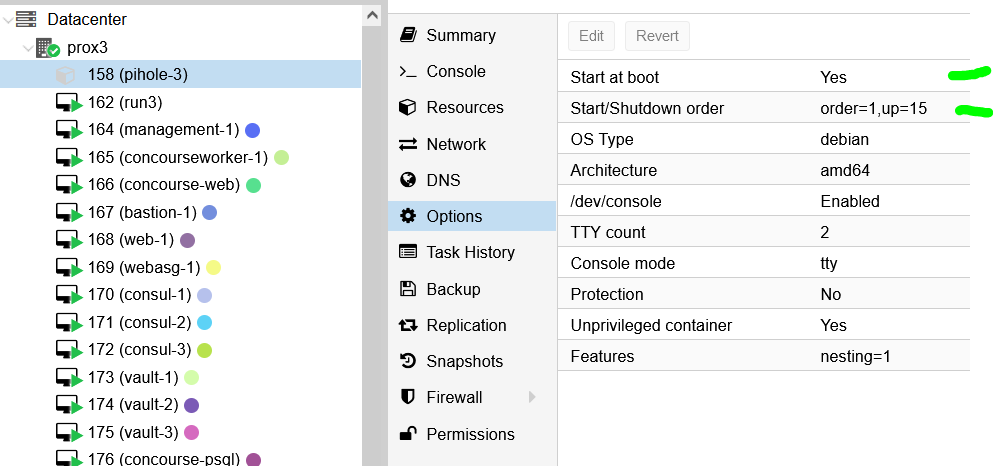 Datacenter
prox3
158 (pihole-3)
162 (run3)
164 (management-1)
165 (concourseworker-1)
166 (concourse-web)
167 (bastion-1)
168 (web-1)
169 (webasg-1)
170 (consul-1)
171 (consul-2)
172 (consul-3)
173 (vault-1)
174 (vault-2)
175 (vault-3)
176 (concourse-psql)
Summary
Console
Resources
Network
DNS
Options
Task History
Backup
Replication
Snapshots
Firewall
Permissions
Edit Revert
Start at boot Yes
Start/Shutdown order order=1,up=15
OS Type debian
Architecture amd64
/dev/console Enabled
TTY count 2
Console mode tty
Protection No
Unprivileged container Yes
Features nesting=1